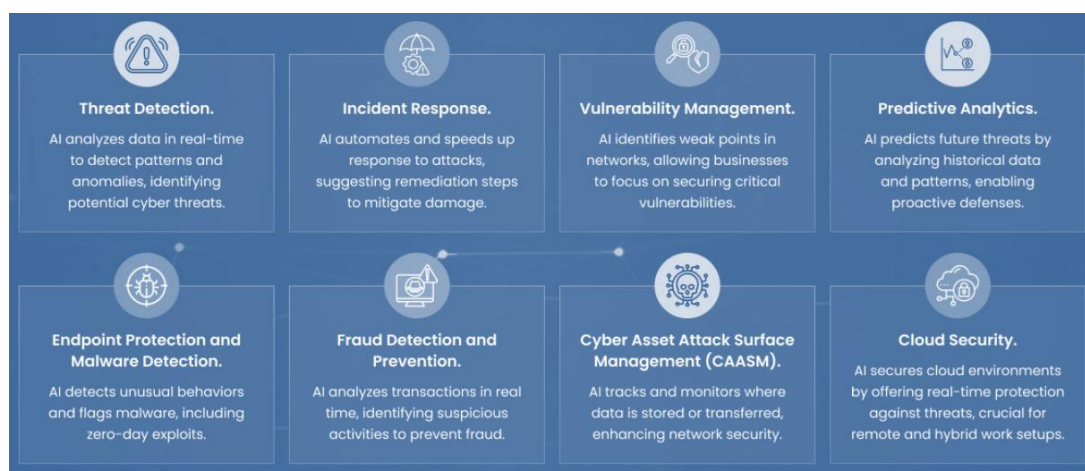 Threat Detection.
AI analyzes data in real-time
to detect patterns and
anomalies, identifying
potential cyber threats.
Incident Response.
AI automates and speeds up
response to attacks,
suggesting remediation steps
to mitigate damage.
Vulnerability Management.
AI identifies weak points in
networks, allowing businesses
to focus on securing critical
vulnerabilities.
Predictive Analytics.
AI predicts future threats by
analyzing historical data
and patterns, enabling
proactive defenses.
Endpoint Protection and
Malware Detection.
AI detects unusual behaviors
and flags malware, including
zero-day exploits.
Fraud Detection and
Prevention.
AI analyzes transactions in real
time, identifying suspicious
activities to prevent fraud.
Cyber Asset Attack Surface
Management (CAASM).
AI tracks and monitors where
data is stored or transferred,
enhancing network security.
Cloud Security.
AI secures cloud environments
by offering real-time protection
against threats, crucial for
remote and hybrid work setups.